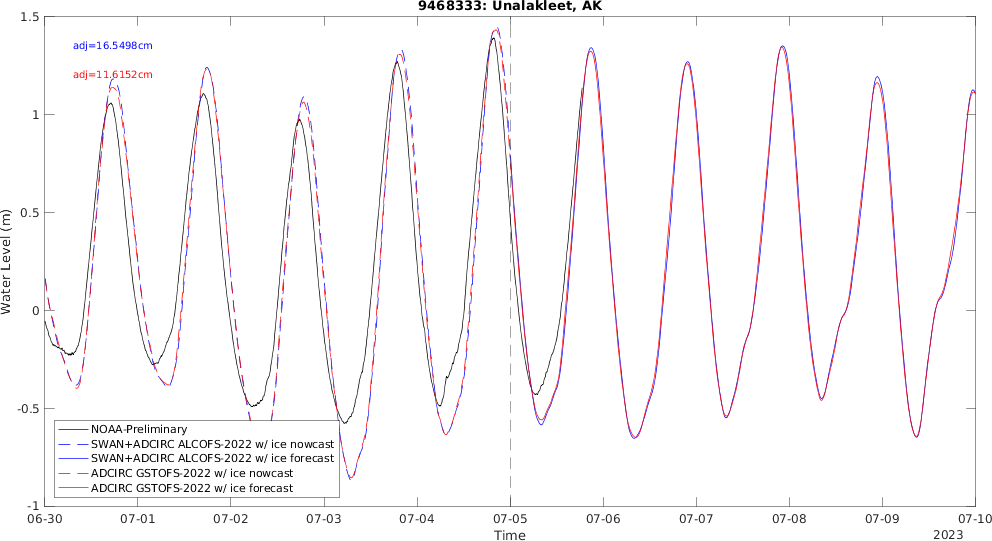 9468333: Unalakleet, AK
1.5
adj=16.5498cm
adj=11.6152cm
1
0.5
Water Level (m)
0
-0.5
NOAA-Preliminary
SWAN+ADCIRC ALCOFS-2022 w/ ice nowcast
SWAN+ADCIRC ALCOFS-2022 w/ ice forecast
ADCIRC GSTOFS-2022 w/ ice nowcast
ADCIRC GSTOFS-2022 w/ ice forecast
-1
06-30 07-01 07-02 07-03 07-04 07-05 07-06 07-07 07-08 07-09 07-10
Time
2023